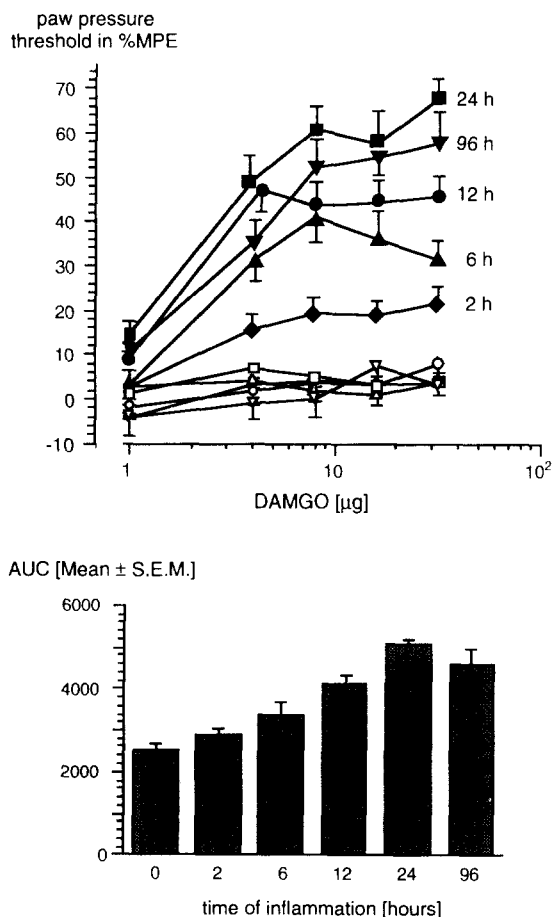 paw pressure
threshold in %MPE
70
60
50
40
30
20
10
0
-10
24 h
96 h
12 h
6 h
2 h
1
10
10²
DAMGO [µg]
AUC [Mean ± S.E.M.]
6000
4000
2000
0
0 2 6 12 24 96
time of inflammation [hours]